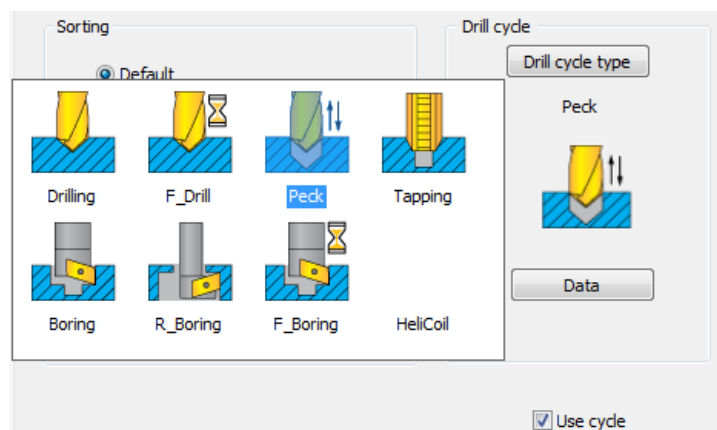 Sorting
Drill cycle
Default
Drill cycle type
Peck
Drilling
F_Drill
Peck
Tapping
Boring
R_Boring
F_Boring
HeliCoil
Data
Use cycle